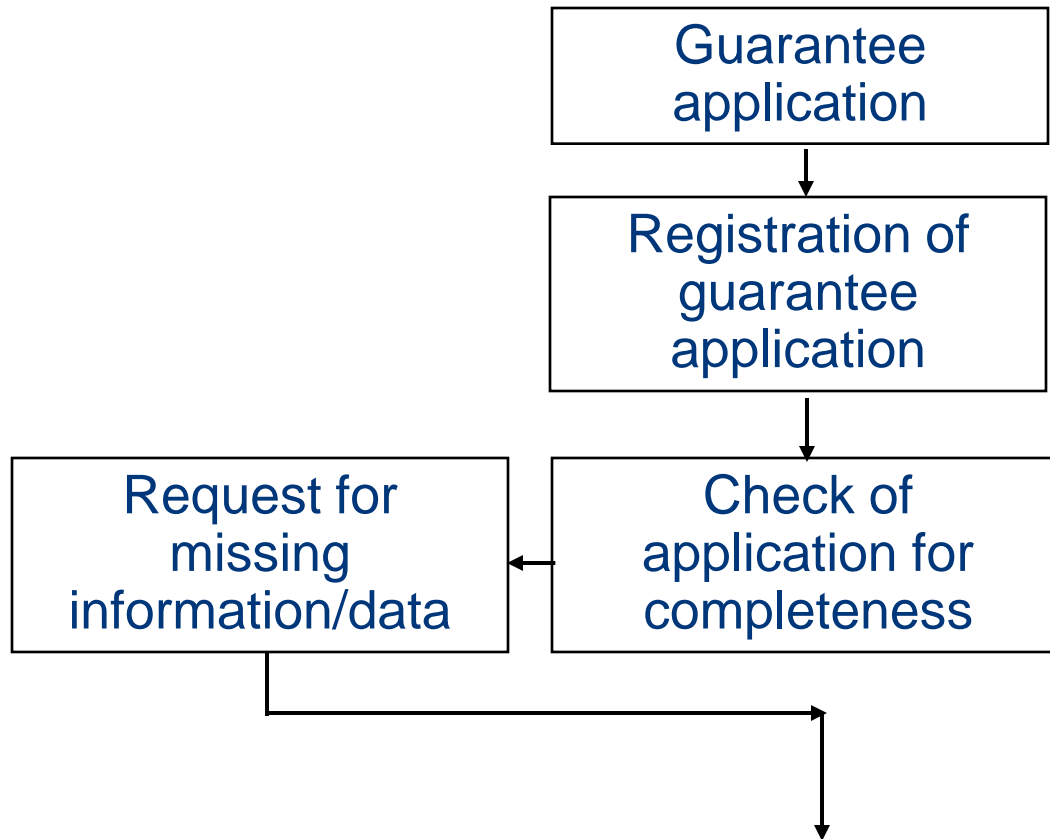 Guarantee
application
Registration of
guarantee
application
Request for
missing
information/data
Check of
application for
completeness